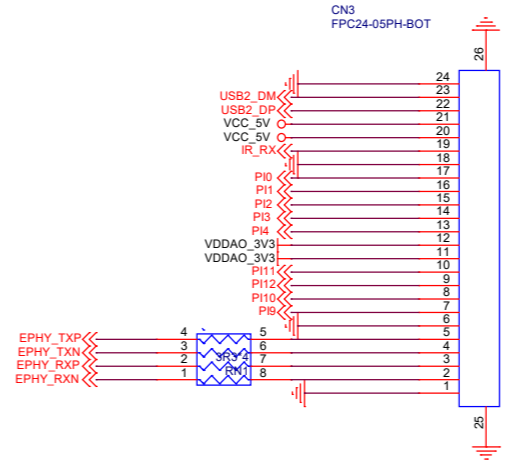 CN3
FPC24-05PH-BOT
26
24
23
USB2_DM
22
USB2_DP
21
VCC_5V
20
VCC_5V
19
IR_RX
18
17
PI0
16
PI1
15
PI2
14
PI3
13
PI4
12
VDDAO_3V3
11
VDDAO_3V3
10
PI11
9
PI12
8
PI10
7
PI9
6
5
EPHY_TXP 4 5
4
EPHY_TXN 3 6
3
EPHY_RXP 2 3R3*4 7
2
EPHY_RXN 1 RN1 8
1
25